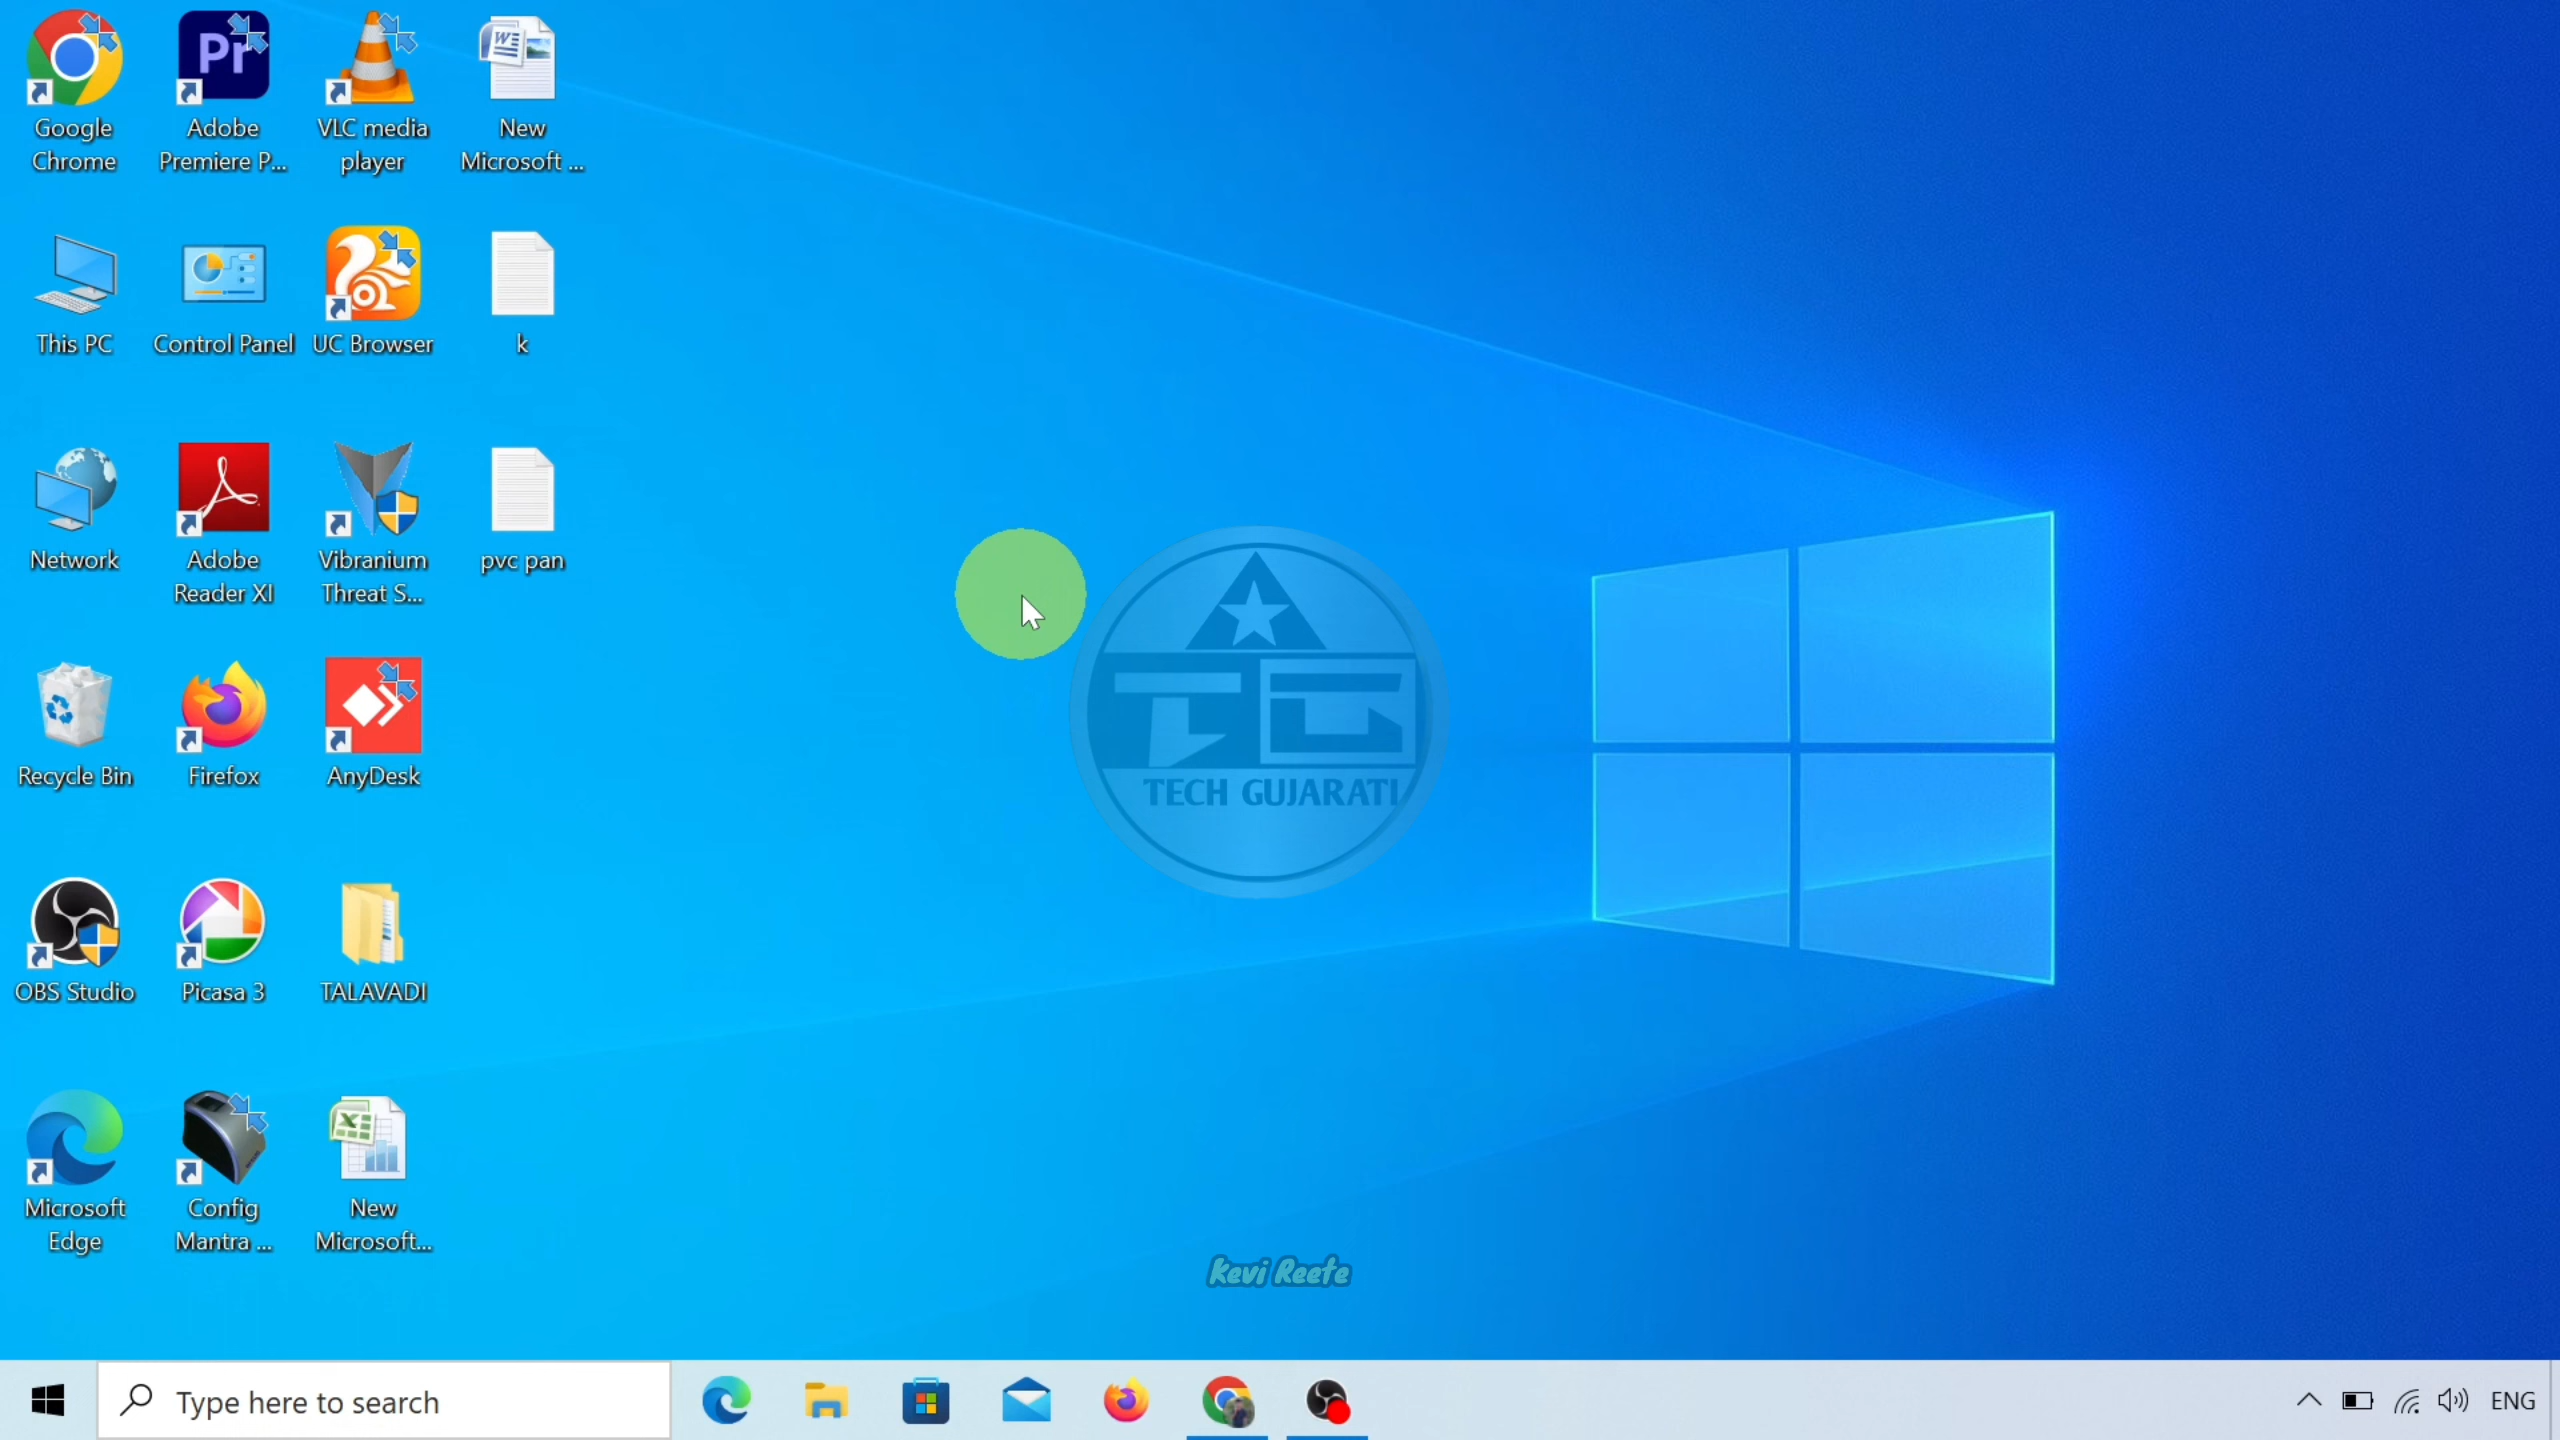 Google
Chrome
Adobe
Premiere P...
VLC media
player
New
Microsoft ...
This PC
Control Panel
UC Browser
k
Network
Adobe
Reader XI
Vibranium
Threat S...
pvc pan
Recycle Bin
Firefox
AnyDesk
OBS Studio
Picasa 3
TALAVADI
Microsoft
Edge
Config
Mantra ...
New
Microsoft...
Pr
TG
TECH GUJARATI
Kevi Reete
Type here to search
ENG